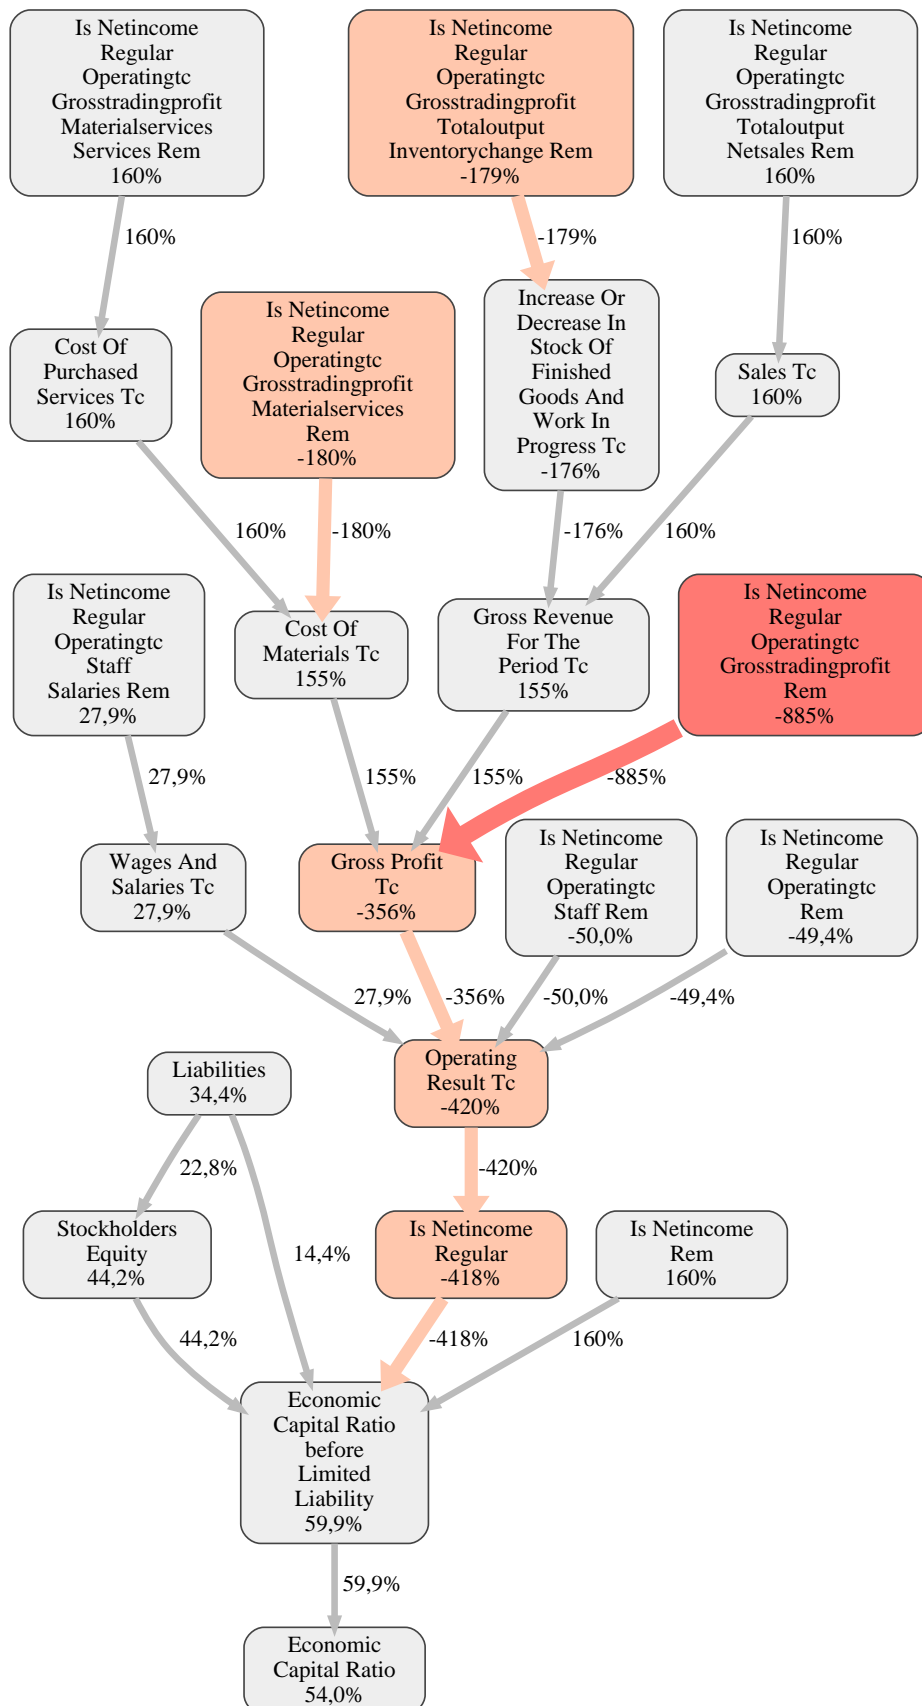 Is Netincome
Regular
Operatingtc
Grosstradingprofit
Materialservices
Services Rem
160%
Is Netincome
Regular
Operatingtc
Grosstradingprofit
Totaloutput
Inventorychange Rem
-179%
Is Netincome
Regular
Operatingtc
Grosstradingprofit
Totaloutput
Netsales Rem
160%
160%
-179%
160%
Cost Of
Purchased
Services Tc
160%
Is Netincome
Regular
Operatingtc
Grosstradingprofit
Materialservices
Rem
-180%
Increase Or
Decrease In
Stock Of
Finished
Goods And
Work In
Progress Tc
-176%
Sales Tc
160%
160%
-180%
-176%
160%
Is Netincome
Regular
Operatingtc
Staff
Salaries Rem
27,9%
Cost Of
Materials Tc
155%
Gross Revenue
For The
Period Tc
155%
Is Netincome
Regular
Operatingtc
Grosstradingprofit
Rem
-885%
27,9%
155%
155%
-885%
Wages And
Salaries Tc
27,9%
Gross Profit
Tc
-356%
Is Netincome
Regular
Operatingtc
Staff Rem
-50,0%
Is Netincome
Regular
Operatingtc
Rem
-49,4%
27,9%
-356%
-50,0%
-49,4%
Liabilities
34,4%
Operating
Result Tc
-420%
22,8%
-420%
Stockholders
Equity
44,2%
14,4%
Is Netincome
Regular
-418%
Is Netincome
Rem
160%
44,2%
-418%
160%
Economic
Capital Ratio
before
Limited
Liability
59,9%
59,9%
Economic
Capital Ratio
54,0%